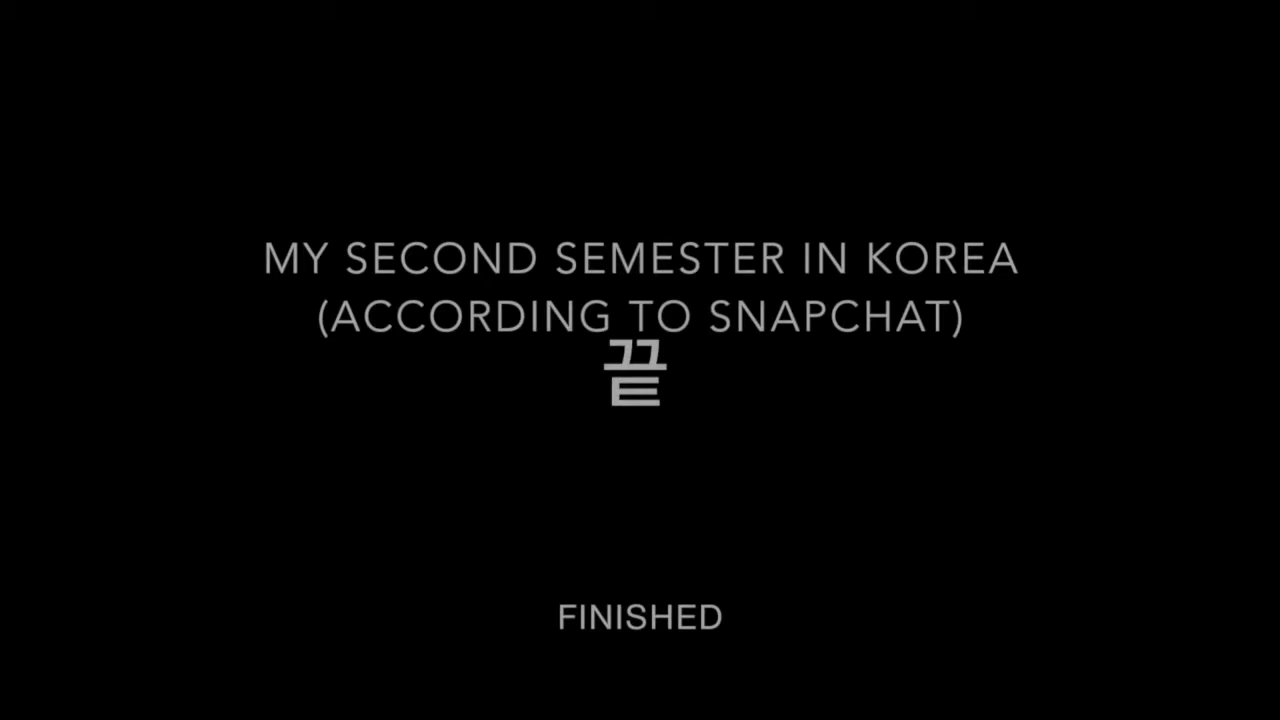 MY SECOND SEMESTER IN KOREA
(ACCORDING TO SNAPCHAT)
끝
FINISHED